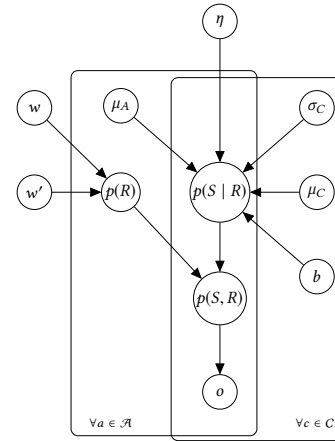 η
w
μ_A
σ_C
w′
p(R)
p(S | R)
μ_C
b
p(S, R)
o
∀a ∈ 𝒜
∀c ∈ C